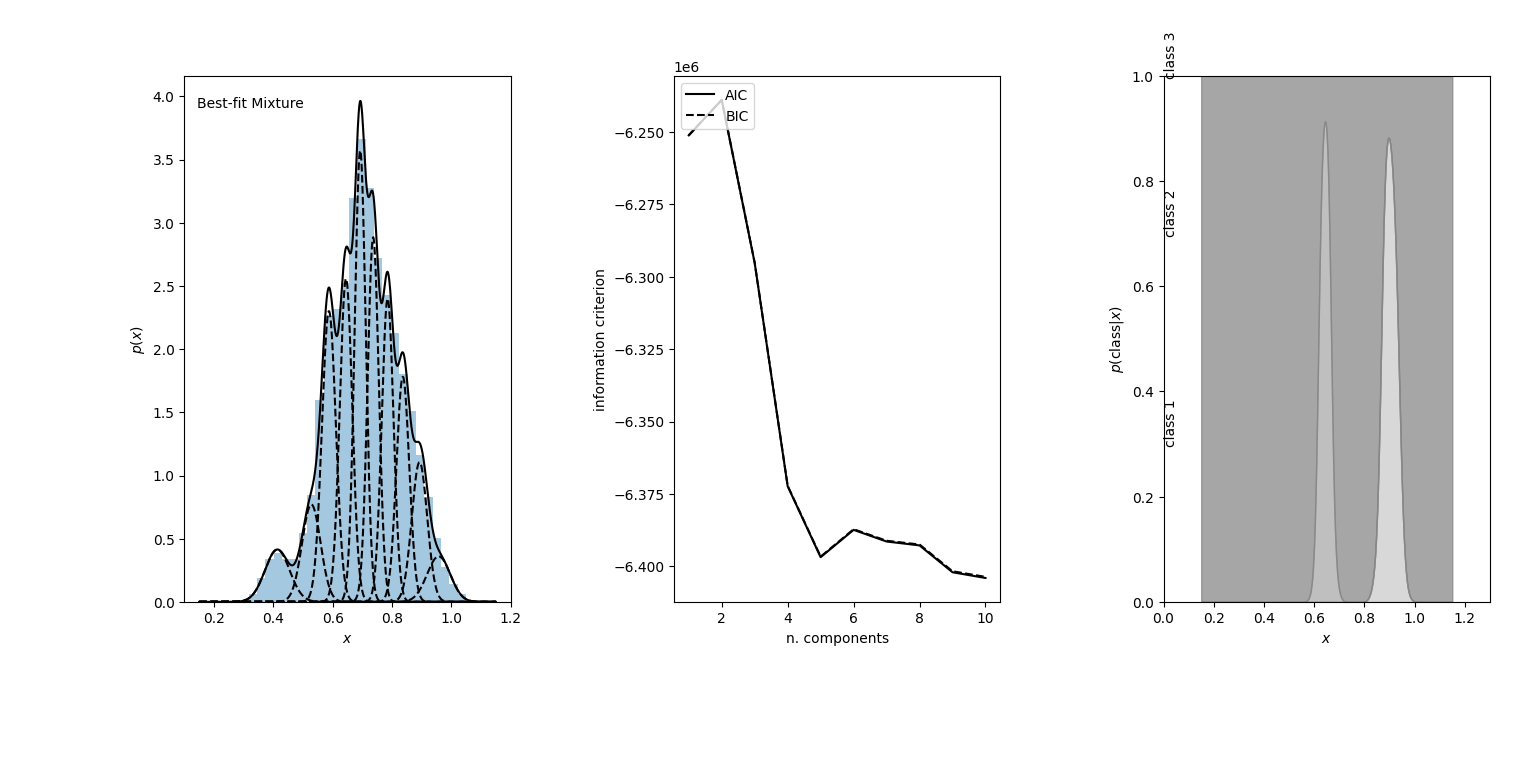 Best-fit Mixture
4.0
3.5
3.0
2.5
2.0
1.5
1.0
0.5
0.0
p(x)
0.2 0.4 0.6 0.8 1.0 1.2
x
1e6
AIC
BIC
−6.250
−6.275
−6.300
−6.325
−6.350
−6.375
−6.400
information criterion
2 4 6 8 10
n. components
class 3
class 2
class 1
1.0
0.8
0.6
0.4
0.2
0.0
p(class|x)
0.0 0.2 0.4 0.6 0.8 1.0 1.2
x